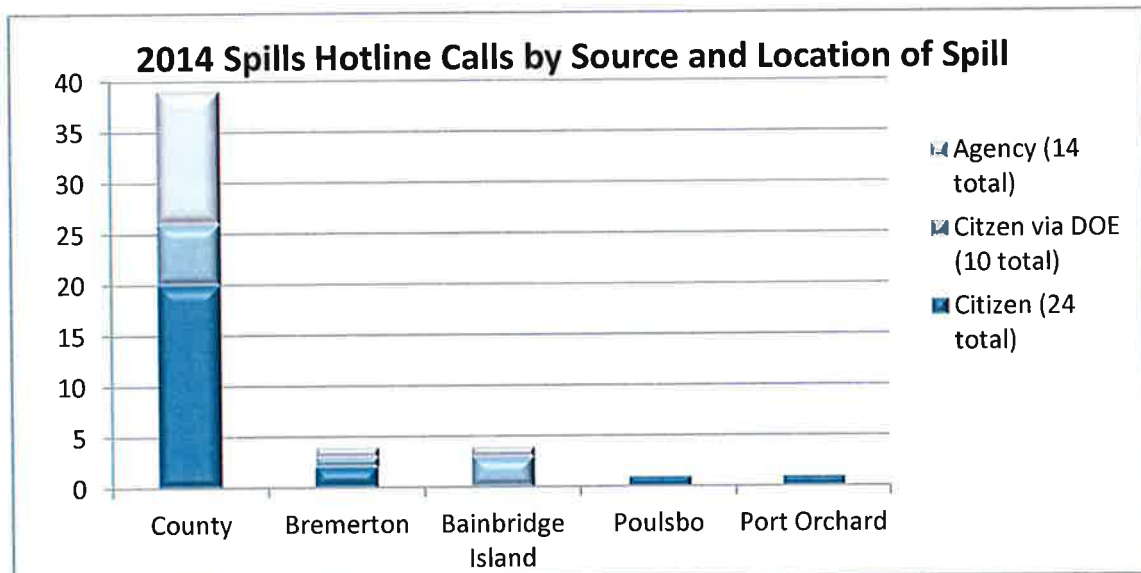 2014 Spills Hotline Calls by Source and Location of Spill
40
35
30
25
20
15
10
5
0
County
Bremerton
Bainbridge
Island
Poulsbo
Port Orchard
Agency (14
total)
Citzen via DOE
(10 total)
Citizen (24
total)